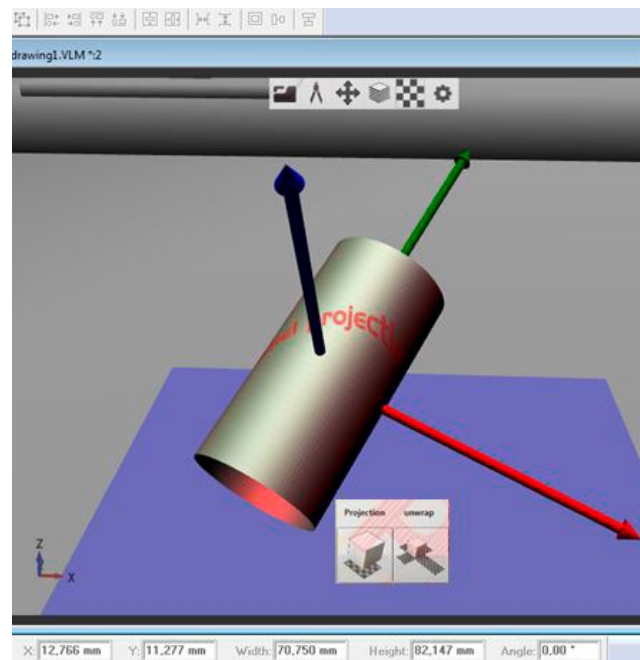 drawing1.VLM *:2
projecti
Projection unwrap
Z
X
X: 12,766 mm Y: 11,277 mm Width: 70,750 mm Height: 82,147 mm Angle: 0,00 °